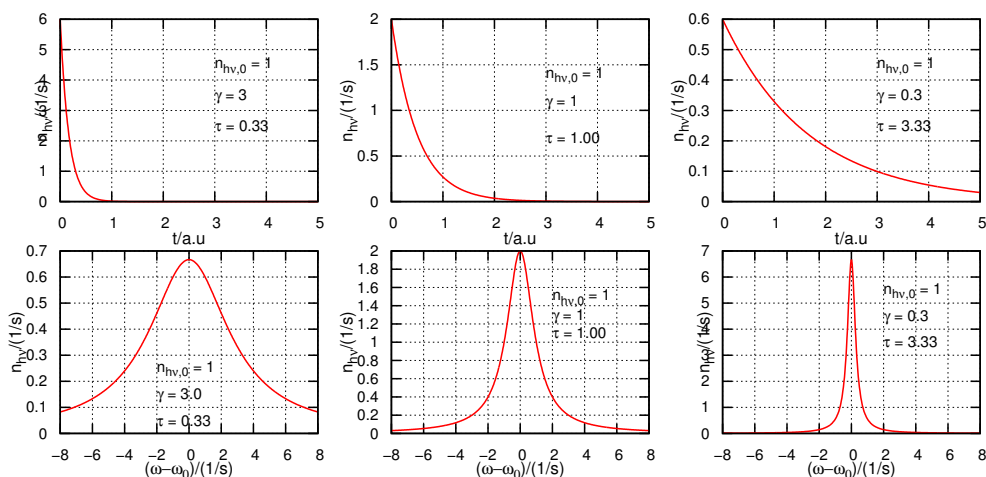 6
5
4
3
2
1
0
n_hν/(1/s)
n_hν,0 = 1
γ = 3
τ = 0.33
0 1 2 3 4 5
t/a.u
2
1.5
1
0.5
0
n_hν/(1/s)
n_hν,0 = 1
γ = 1
τ = 1.00
0 1 2 3 4 5
t/a.u
0.6
0.5
0.4
0.3
0.2
0.1
0
n_hν/(1/s)
n_hν,0 = 1
γ = 0.3
τ = 3.33
0 1 2 3 4 5
t/a.u
0.7
0.6
0.5
0.4
0.3
0.2
0.1
0
n_hν/(1/s)
n_hν,0 = 1
γ = 3.0
τ = 0.33
−8 −6 −4 −2 0 2 4 6 8
(ω−ω_0)/(1/s)
2
1.8
1.6
1.4
1.2
1
0.8
0.6
0.4
0.2
0
n_hν/(1/s)
n_hν,0 = 1
γ = 1
τ = 1.00
−8 −6 −4 −2 0 2 4 6 8
(ω−ω_0)/(1/s)
7
6
5
4
3
2
1
0
n_hν/(1/s)
n_hν,0 = 1
γ = 0.3
τ = 3.33
−8 −6 −4 −2 0 2 4 6 8
(ω−ω_0)/(1/s)